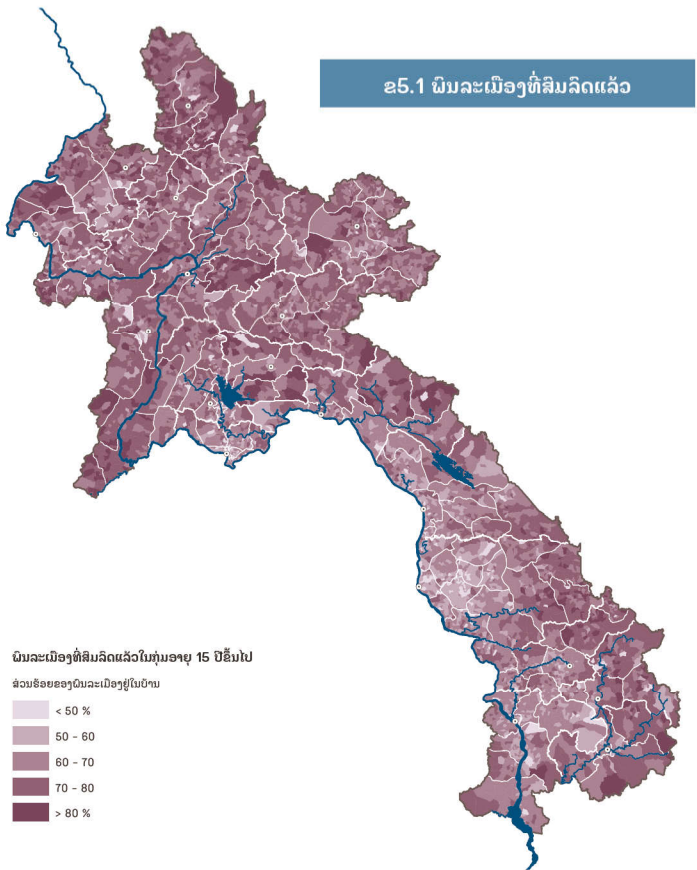 ຂ5.1 ພົນລະເມືອງທີ່ສົມລົດແລ້ວ
ພົນລະເມືອງທີ່ສົມລົດແລ້ວໃນກຸ່ມອາຍຸ 15 ປີຂຶ້ນໄປ
ສ່ວນຮ້ອຍຂອງພົນລະເມືອງຢູ່ໃນບ້ານ
< 50 %
50 - 60
60 - 70
70 - 80
> 80 %